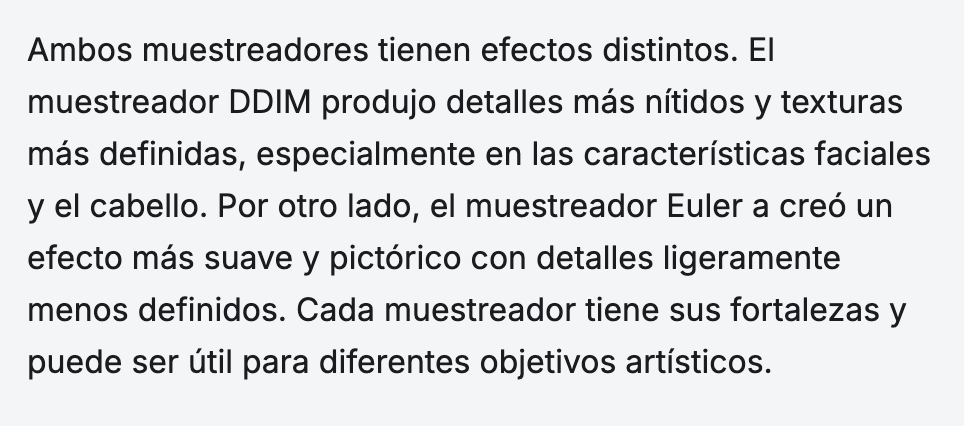 Ambos muestreadores tienen efectos distintos. El
muestreador DDIM produjo detalles más nítidos y texturas
más definidas, especialmente en las características faciales
y el cabello. Por otro lado, el muestreador Euler a creó un
efecto más suave y pictórico con detalles ligeramente
menos definidos. Cada muestreador tiene sus fortalezas y
puede ser útil para diferentes objetivos artísticos.